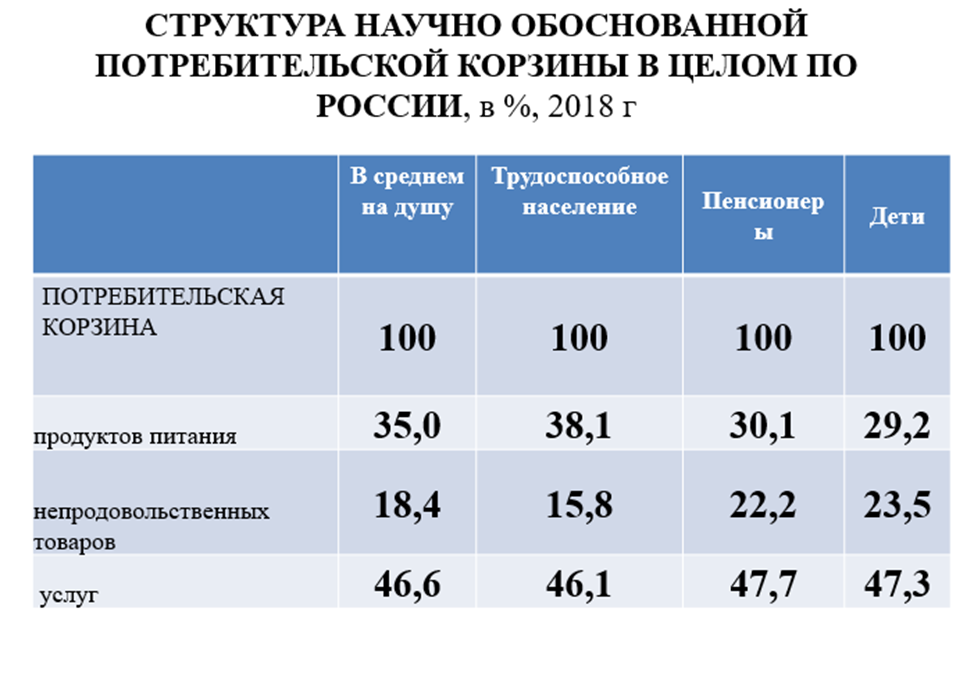 СТРУКТУРА НАУЧНО ОБОСНОВАННОЙ
ПОТРЕБИТЕЛЬСКОЙ КОРЗИНЫ В ЦЕЛОМ ПО
РОССИИ, в %, 2018 г
В среднем
на душу
Трудоспособное
население
Пенсионер
ы
Дети
ПОТРЕБИТЕЛЬСКАЯ
КОРЗИНА
100 100 100 100
продуктов питания 35,0 38,1 30,1 29,2
непродовольственных
товаров
18,4 15,8 22,2 23,5
услуг 46,6 46,1 47,7 47,3